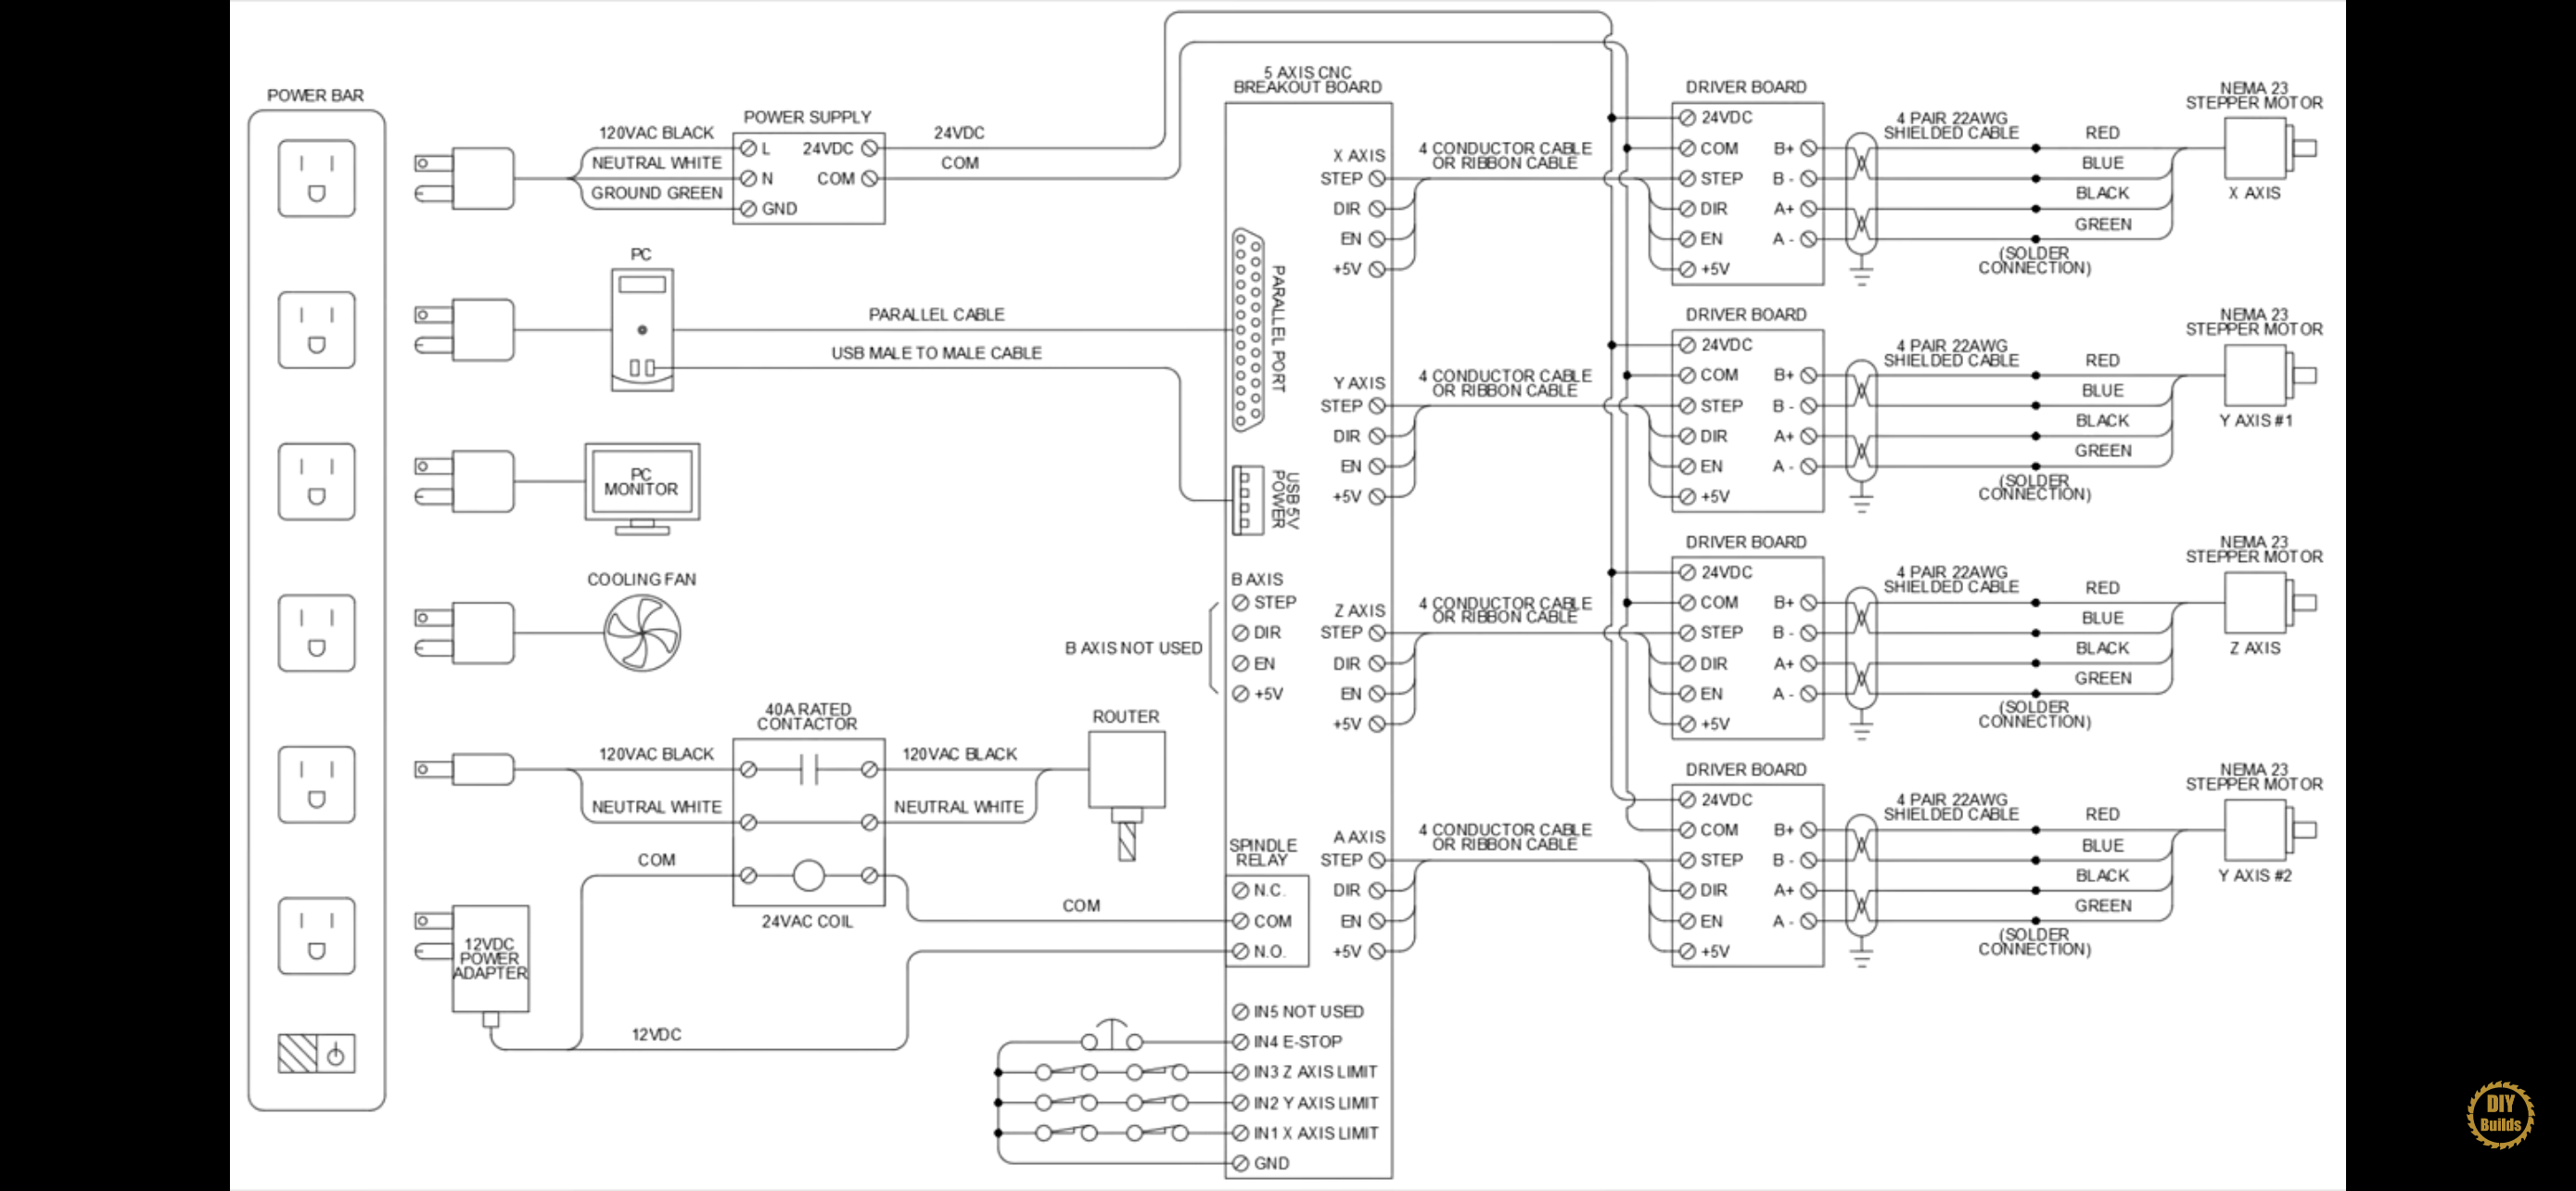 POWER BAR
120VAC BLACK
NEUTRAL WHITE
GROUND GREEN
POWER SUPPLY
L
N
GND
24VDC
COM
24VDC
COM
PC
PARALLEL CABLE
USB MALE TO MALE CABLE
PC
MONITOR
COOLING FAN
40A RATED
CONTACTOR
120VAC BLACK
NEUTRAL WHITE
120VAC BLACK
NEUTRAL WHITE
ROUTER
COM
24VAC COIL
COM
12VDC
POWER
ADAPTER
12VDC
5 AXIS CNC
BREAKOUT BOARD
PARALLEL PORT
USB 5V
POWER
B AXIS
STEP
DIR
EN
+5V
B AXIS NOT USED
SPINDLE
RELAY
N.C.
COM
N.O.
IN5 NOT USED
IN4 E-STOP
IN3 Z AXIS LIMIT
IN2 Y AXIS LIMIT
IN1 X AXIS LIMIT
GND
X AXIS
STEP
DIR
EN
+5V
4 CONDUCTOR CABLE
OR RIBBON CABLE
Y AXIS
STEP
DIR
EN
+5V
4 CONDUCTOR CABLE
OR RIBBON CABLE
Z AXIS
STEP
DIR
EN
+5V
4 CONDUCTOR CABLE
OR RIBBON CABLE
A AXIS
STEP
DIR
EN
+5V
4 CONDUCTOR CABLE
OR RIBBON CABLE
DRIVER BOARD
24VDC
COM
STEP
DIR
EN
+5V
B+
B -
A+
A -
4 PAIR 22AWG
SHIELDED CABLE
RED
BLUE
BLACK
GREEN
(SOLDER
CONNECTION)
NEMA 23
STEPPER MOTOR
X AXIS
DRIVER BOARD
24VDC
COM
STEP
DIR
EN
+5V
B+
B -
A+
A -
4 PAIR 22AWG
SHIELDED CABLE
RED
BLUE
BLACK
GREEN
(SOLDER
CONNECTION)
NEMA 23
STEPPER MOTOR
Y AXIS #1
DRIVER BOARD
24VDC
COM
STEP
DIR
EN
+5V
B+
B -
A+
A -
4 PAIR 22AWG
SHIELDED CABLE
RED
BLUE
BLACK
GREEN
(SOLDER
CONNECTION)
NEMA 23
STEPPER MOTOR
Z AXIS
DRIVER BOARD
24VDC
COM
STEP
DIR
EN
+5V
B+
B -
A+
A -
4 PAIR 22AWG
SHIELDED CABLE
RED
BLUE
BLACK
GREEN
(SOLDER
CONNECTION)
NEMA 23
STEPPER MOTOR
Y AXIS #2
DIY
Builds